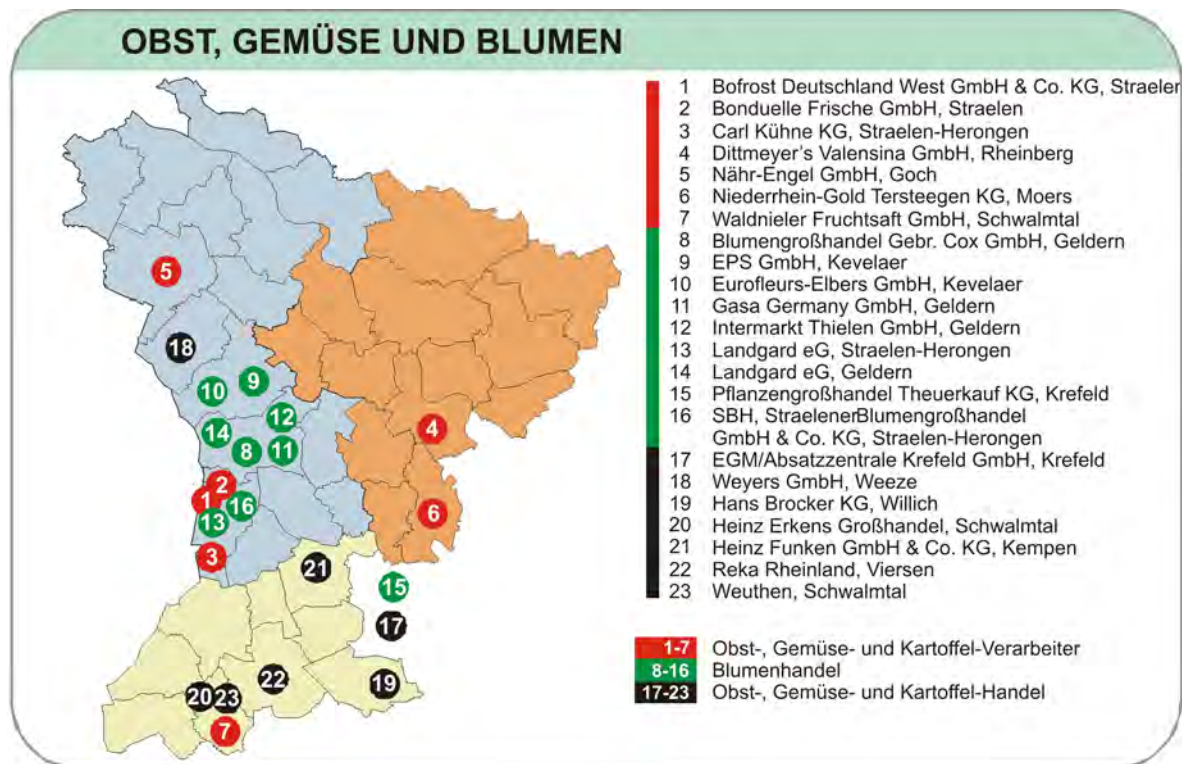 OBST, GEMÜSE UND BLUMEN
1 Bofrost Deutschland West GmbH & Co. KG, Straelen
2 Bonduelle Frische GmbH, Straelen
3 Carl Kühne KG, Straelen-Herongen
4 Dittmeyer's Valensina GmbH, Rheinberg
5 Nähr-Engel GmbH, Goch
6 Niederrhein-Gold Tersteegen KG, Moers
7 Waldnieler Fruchtsaft GmbH, Schwalmtal
8 Blumengroßhandel Gebr. Cox GmbH, Geldern
9 EPS GmbH, Kevelaer
10 Eurofleurs-Elbers GmbH, Kevelaer
11 Gasa Germany GmbH, Geldern
12 Intermarkt Thielen GmbH, Geldern
13 Landgard eG, Straelen-Herongen
14 Landgard eG, Geldern
15 Pflanzengroßhandel Theuerkauf KG, Krefeld
16 SBH, StraelenerBlumengroßhandel
GmbH & Co. KG, Straelen-Herongen
17 EGM/Absatzzentrale Krefeld GmbH, Krefeld
18 Weyers GmbH, Weeze
19 Hans Brocker KG, Willich
20 Heinz Erkens Großhandel, Schwalmtal
21 Heinz Funken GmbH & Co. KG, Kempen
22 Reka Rheinland, Viersen
23 Weuthen, Schwalmtal
1-7 Obst-, Gemüse- und Kartoffel-Verarbeiter
8-16 Blumenhandel
17-23 Obst-, Gemüse- und Kartoffel-Handel
5
18
9
10
12
14
4
8
11
2
1
16
6
13
3
21
15
17
22
19
20
23
7